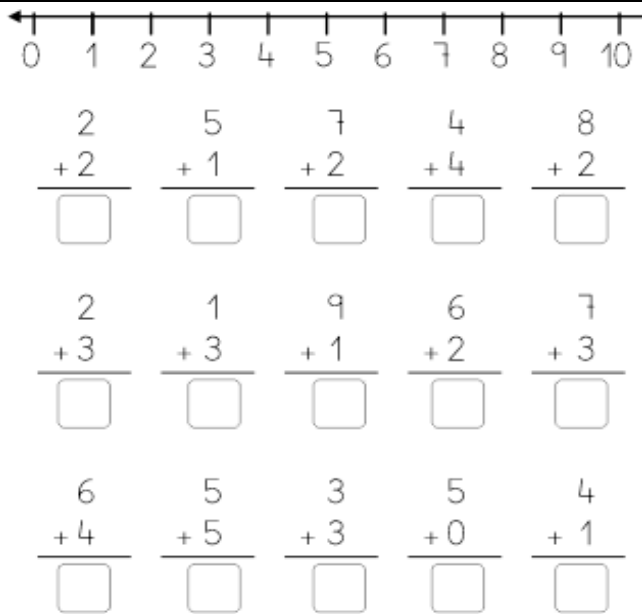 0 1 2 3 4 5 6 7 8 9 10
2 5 7 4 8
+ 2 + 1 + 2 + 4 + 2
2 1 9 6 7
+ 3 + 3 + 1 + 2 + 3
6 5 3 5 4
+ 4 + 5 + 3 + 0 + 1